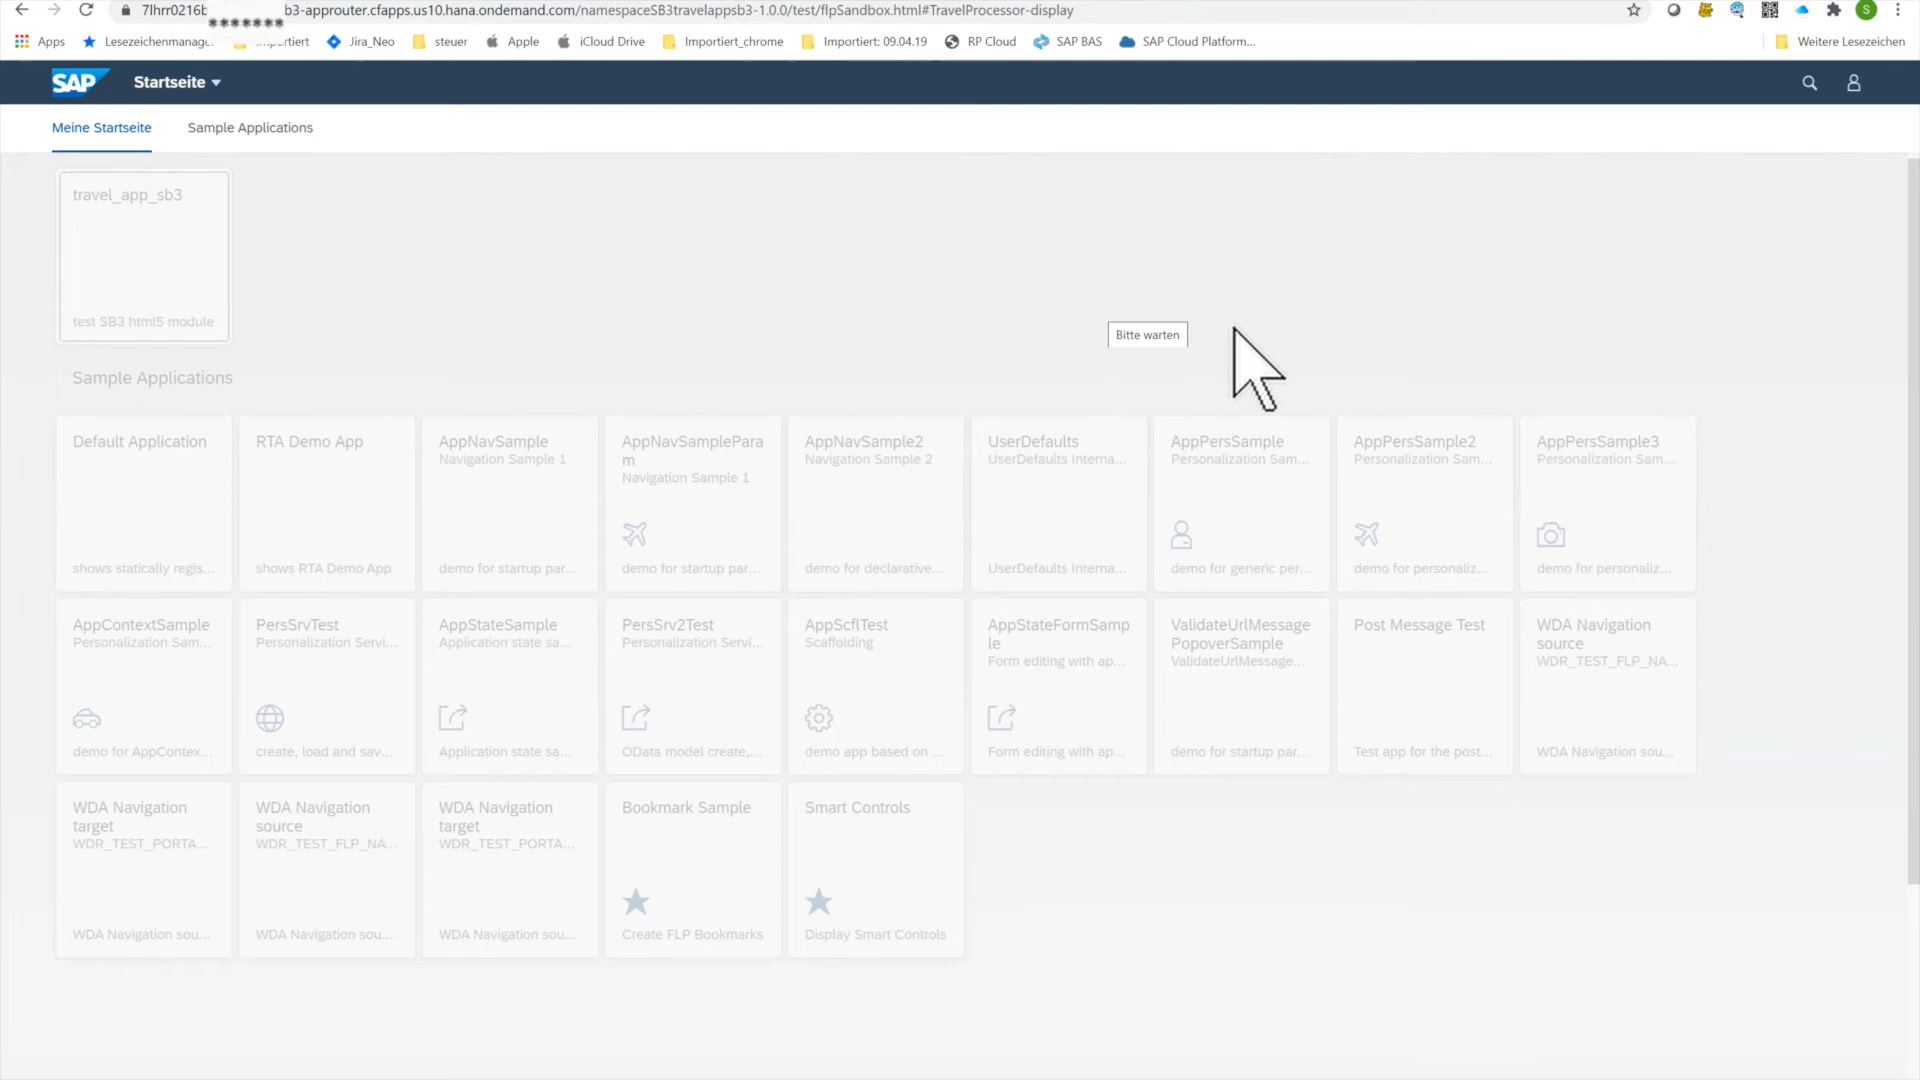 7lhrr0216b*******b3-approuter.cfapps.us10.hana.ondemand.com/namespaceSB3travelappsb3-1.0.0/test/flpSandbox.html#TravelProcessor-display
S
Apps Lesezeichenmanager Importiert Jira_Neo steuer Apple iCloud Drive Importiert_chrome Importiert: 09.04.19 RP Cloud SAP BAS SAP Cloud Platform... Weitere Lesezeichen
SAP Startseite
Meine Startseite Sample Applications
travel_app_sb3
test SB3 html5 module
Bitte warten
Sample Applications
Default Application
shows statically regis...
RTA Demo App
shows RTA Demo App
AppNavSample
Navigation Sample 1
demo for startup par...
AppNavSamplePara
m
Navigation Sample 1
demo for startup par...
AppNavSample2
Navigation Sample 2
demo for declarative...
UserDefaults
UserDefaults Interna...
UserDefaults Interna...
AppPersSample
Personalization Sam...
demo for generic per...
AppPersSample2
Personalization Sam...
demo for personaliz...
AppPersSample3
Personalization Sam...
demo for personaliz...
AppContextSample
Personalization Sam...
demo for AppContex...
PersSrvTest
Personalization Servi...
create, load and sav...
AppStateSample
Application state sa...
Application state sa...
PersSrv2Test
Personalization Servi...
OData model create,...
AppScflTest
Scaffolding
demo app based on ...
AppStateFormSamp
le
Form editing with ap...
Form editing with ap...
ValidateUrlMessage
PopoverSample
ValidateUrlMessage...
demo for startup par...
Post Message Test
Test app for the post...
WDA Navigation
source
WDR_TEST_FLP_NA...
WDA Navigation sou...
WDA Navigation
target
WDR_TEST_PORTA...
WDA Navigation sou...
WDA Navigation
source
WDR_TEST_FLP_NA...
WDA Navigation sou...
WDA Navigation
target
WDR_TEST_PORTA...
WDA Navigation sou...
Bookmark Sample
Create FLP Bookmarks
Smart Controls
Display Smart Controls